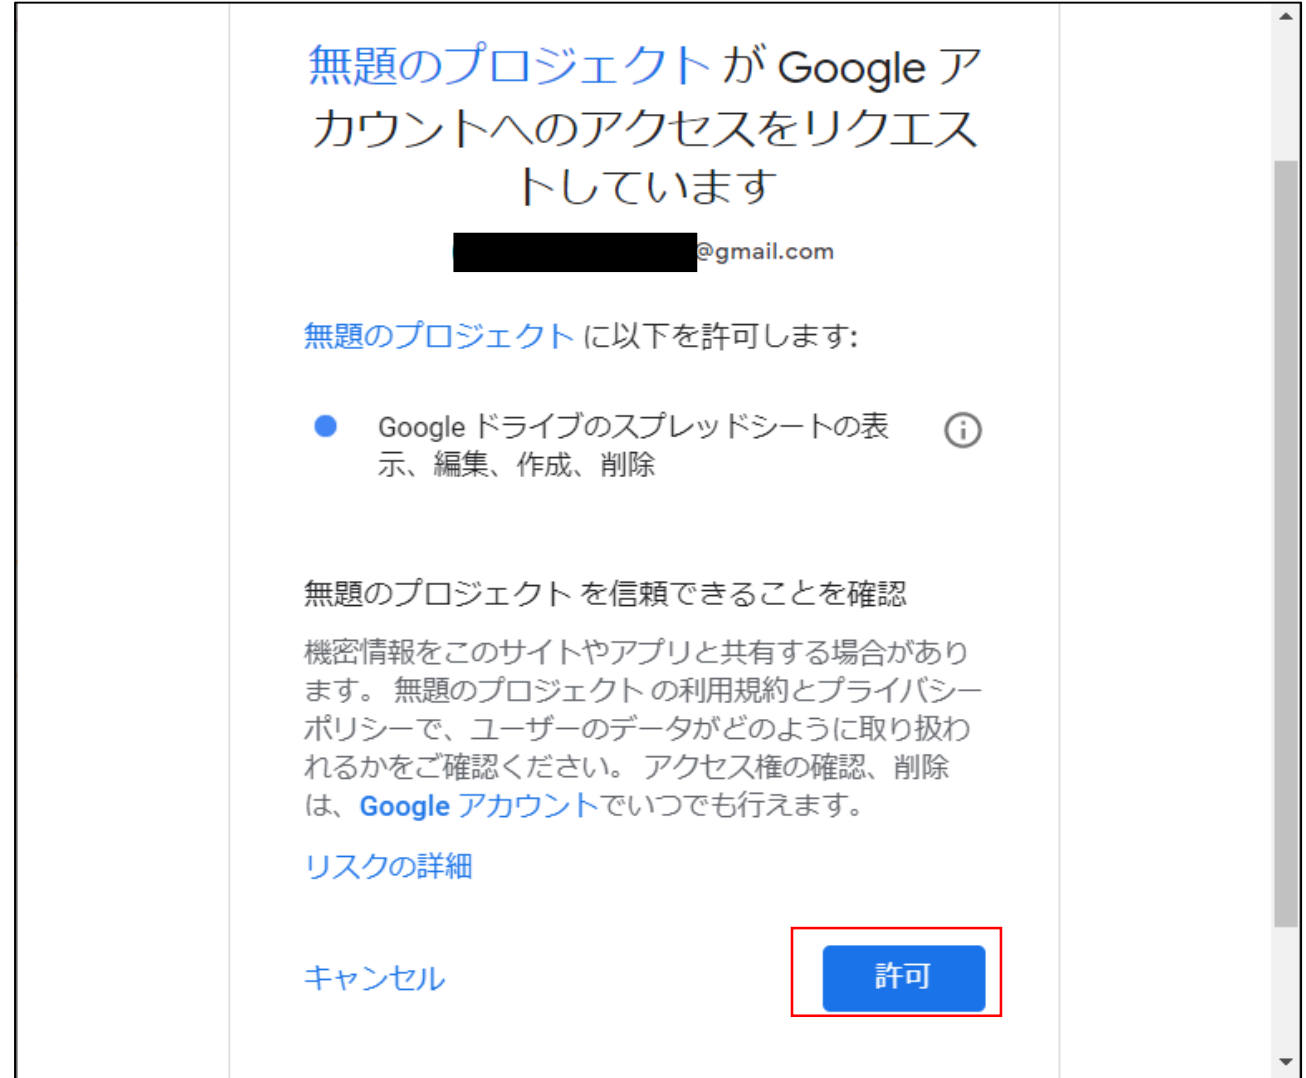 無題のプロジェクト が Google ア
カウントへのアクセスをリクエス
トしています
@gmail.com
無題のプロジェクト に以下を許可します:
Google ドライブのスプレッドシートの表
示、編集、作成、削除
無題のプロジェクト を信頼できることを確認
機密情報をこのサイトやアプリと共有する場合があり
ます。 無題のプロジェクト の利用規約とプライバシー
ポリシーで、ユーザーのデータがどのように取り扱わ
れるかをご確認ください。 アクセス権の確認、削除
は、Google アカウントでいつでも行えます。
リスクの詳細
キャンセル
許可